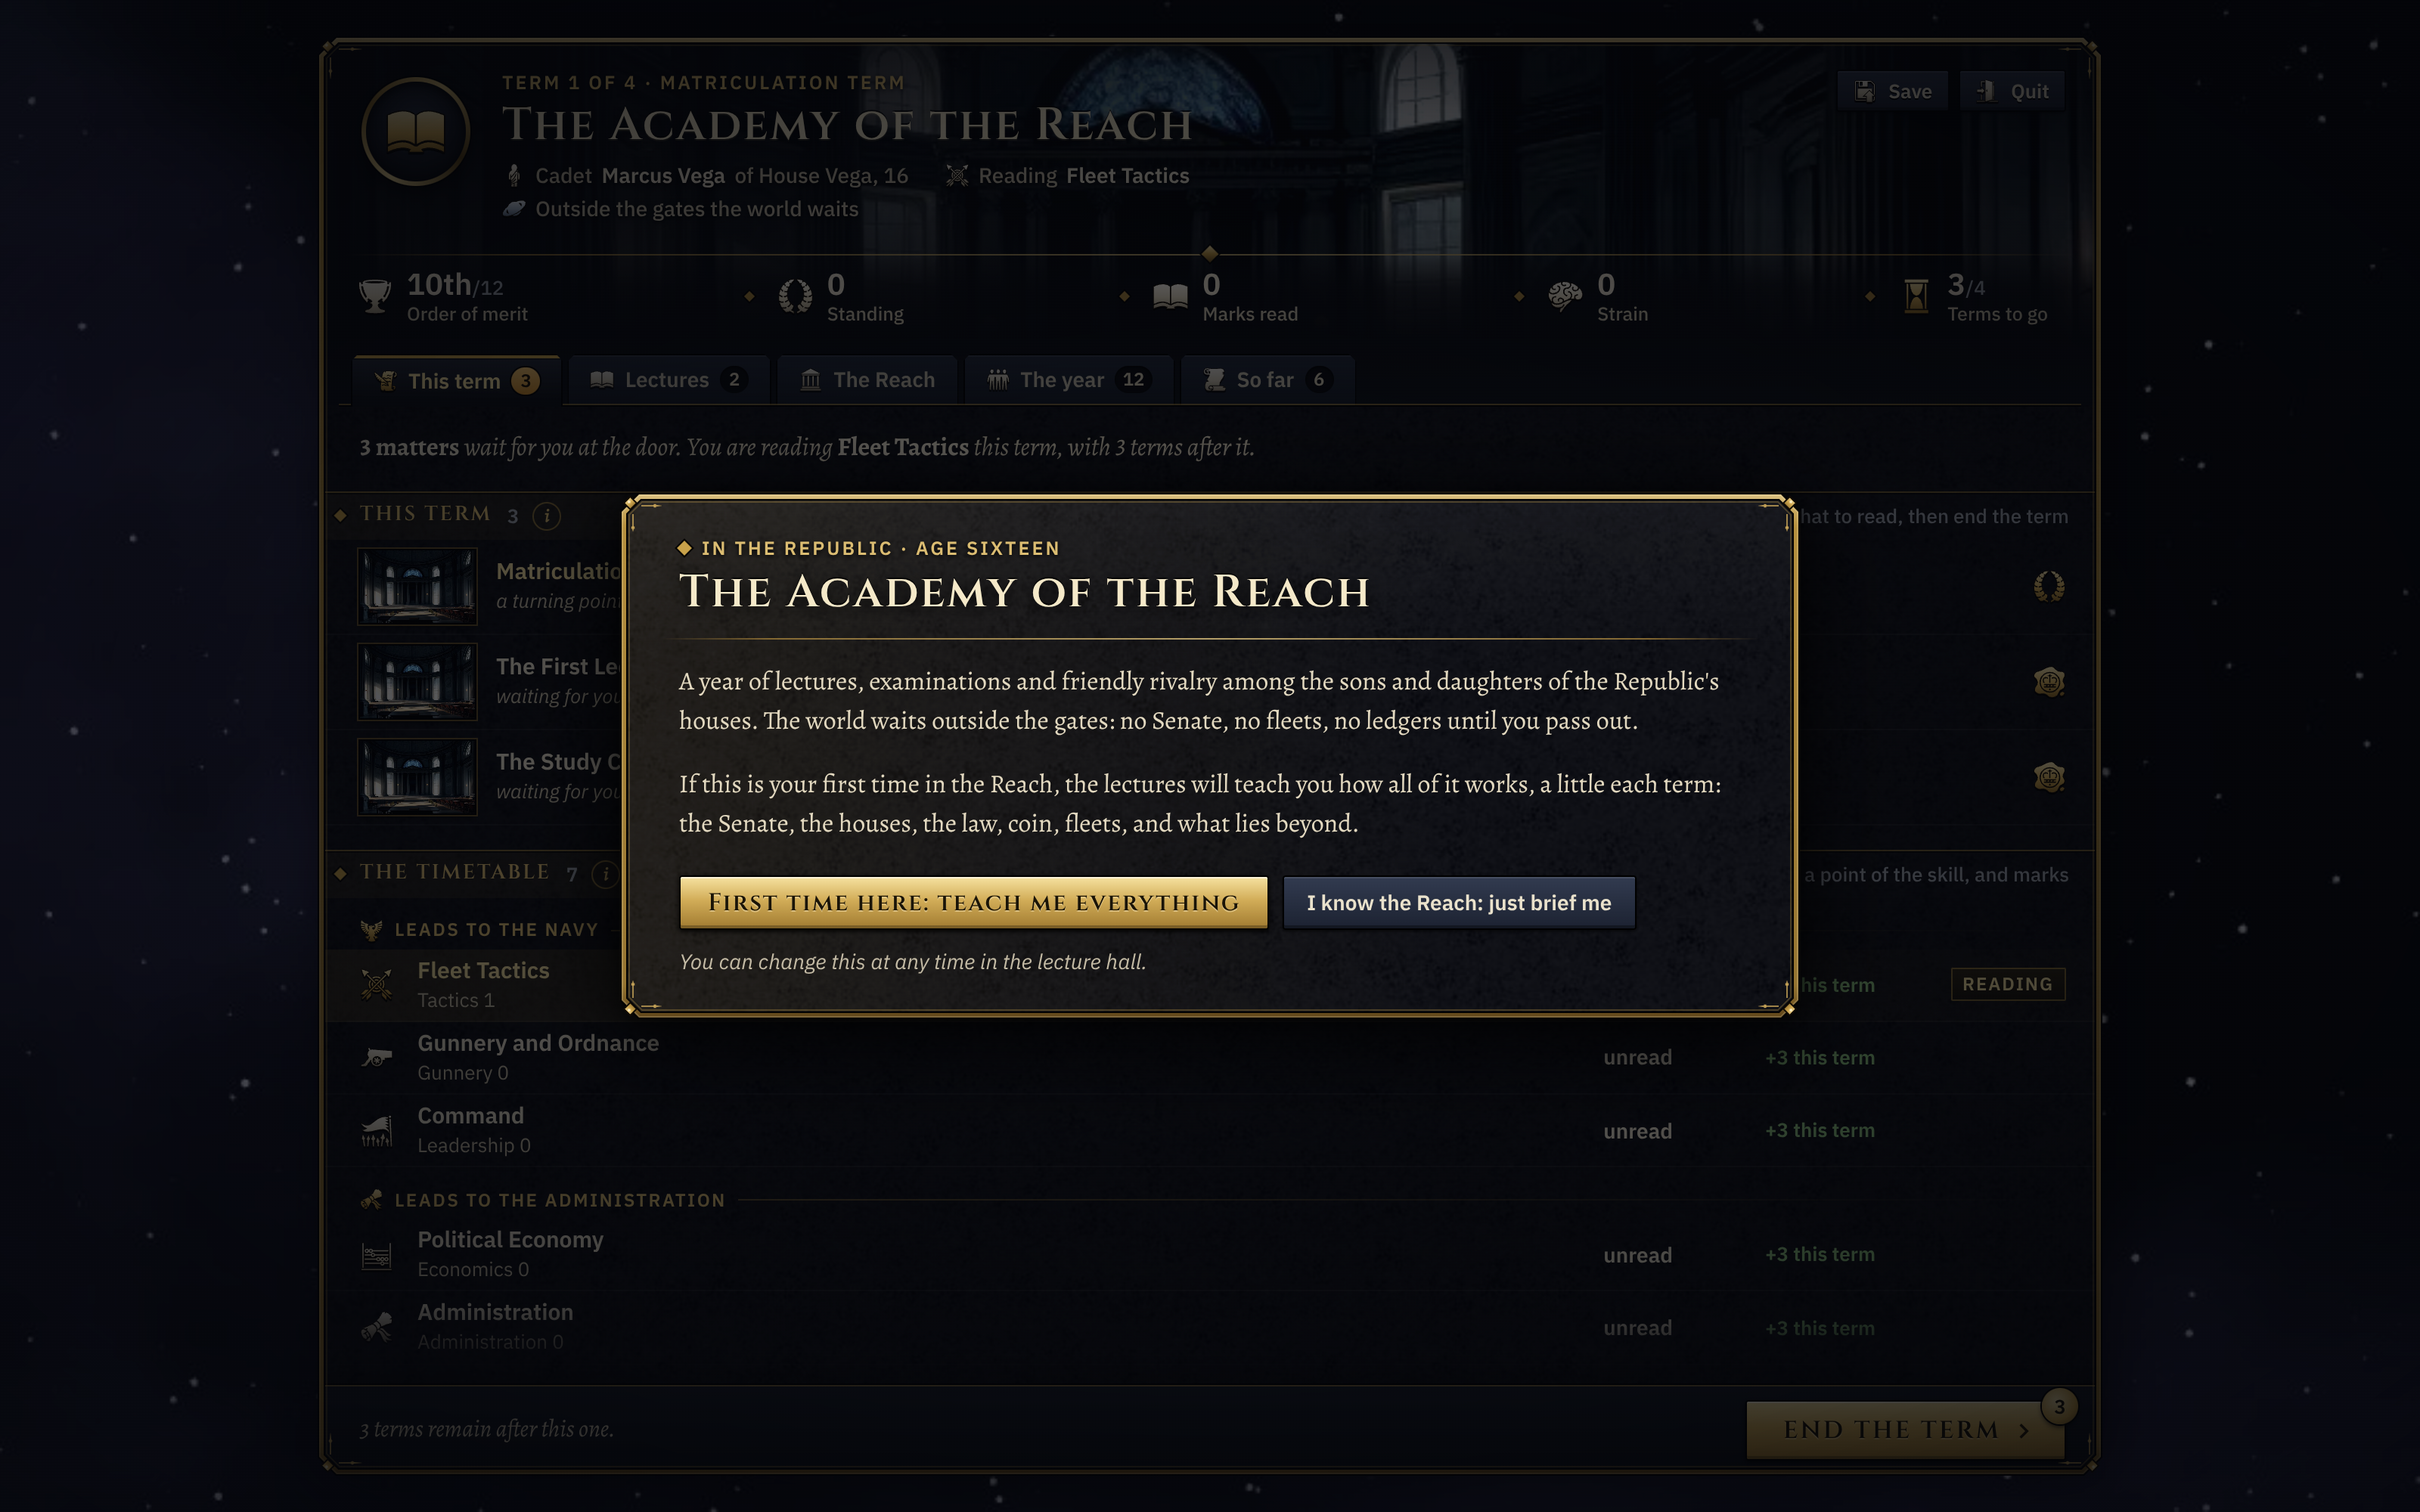 TERM 1 OF 4 · MATRICULATION TERM
THE ACADEMY OF THE REACH
Save
Quit
Cadet Marcus Vega of House Vega, 16
Reading Fleet Tactics
Outside the gates the world waits
10th/12
Order of merit
0
Standing
0
Marks read
0
Strain
3/4
Terms to go
This term 3
Lectures 2
The Reach
The year 12
So far 6
3 matters wait for you at the door. You are reading Fleet Tactics this term, with 3 terms after it.
THIS TERM 3 i
hat to read, then end the term
Matriculatio
a turning poin
The First Le
waiting for you
The Study C
waiting for you
IN THE REPUBLIC · AGE SIXTEEN
THE ACADEMY OF THE REACH
A year of lectures, examinations and friendly rivalry among the sons and daughters of the Republic's
houses. The world waits outside the gates: no Senate, no fleets, no ledgers until you pass out.
If this is your first time in the Reach, the lectures will teach you how all of it works, a little each term:
the Senate, the houses, the law, coin, fleets, and what lies beyond.
FIRST TIME HERE: TEACH ME EVERYTHING
I know the Reach: just brief me
You can change this at any time in the lecture hall.
THE TIMETABLE 7 i
a point of the skill, and marks
LEADS TO THE NAVY
Fleet Tactics
Tactics 1
his term
READING
Gunnery and Ordnance
Gunnery 0
unread
+3 this term
Command
Leadership 0
unread
+3 this term
LEADS TO THE ADMINISTRATION
Political Economy
Economics 0
unread
+3 this term
Administration
Administration 0
unread
+3 this term
3 terms remain after this one.
END THE TERM
3